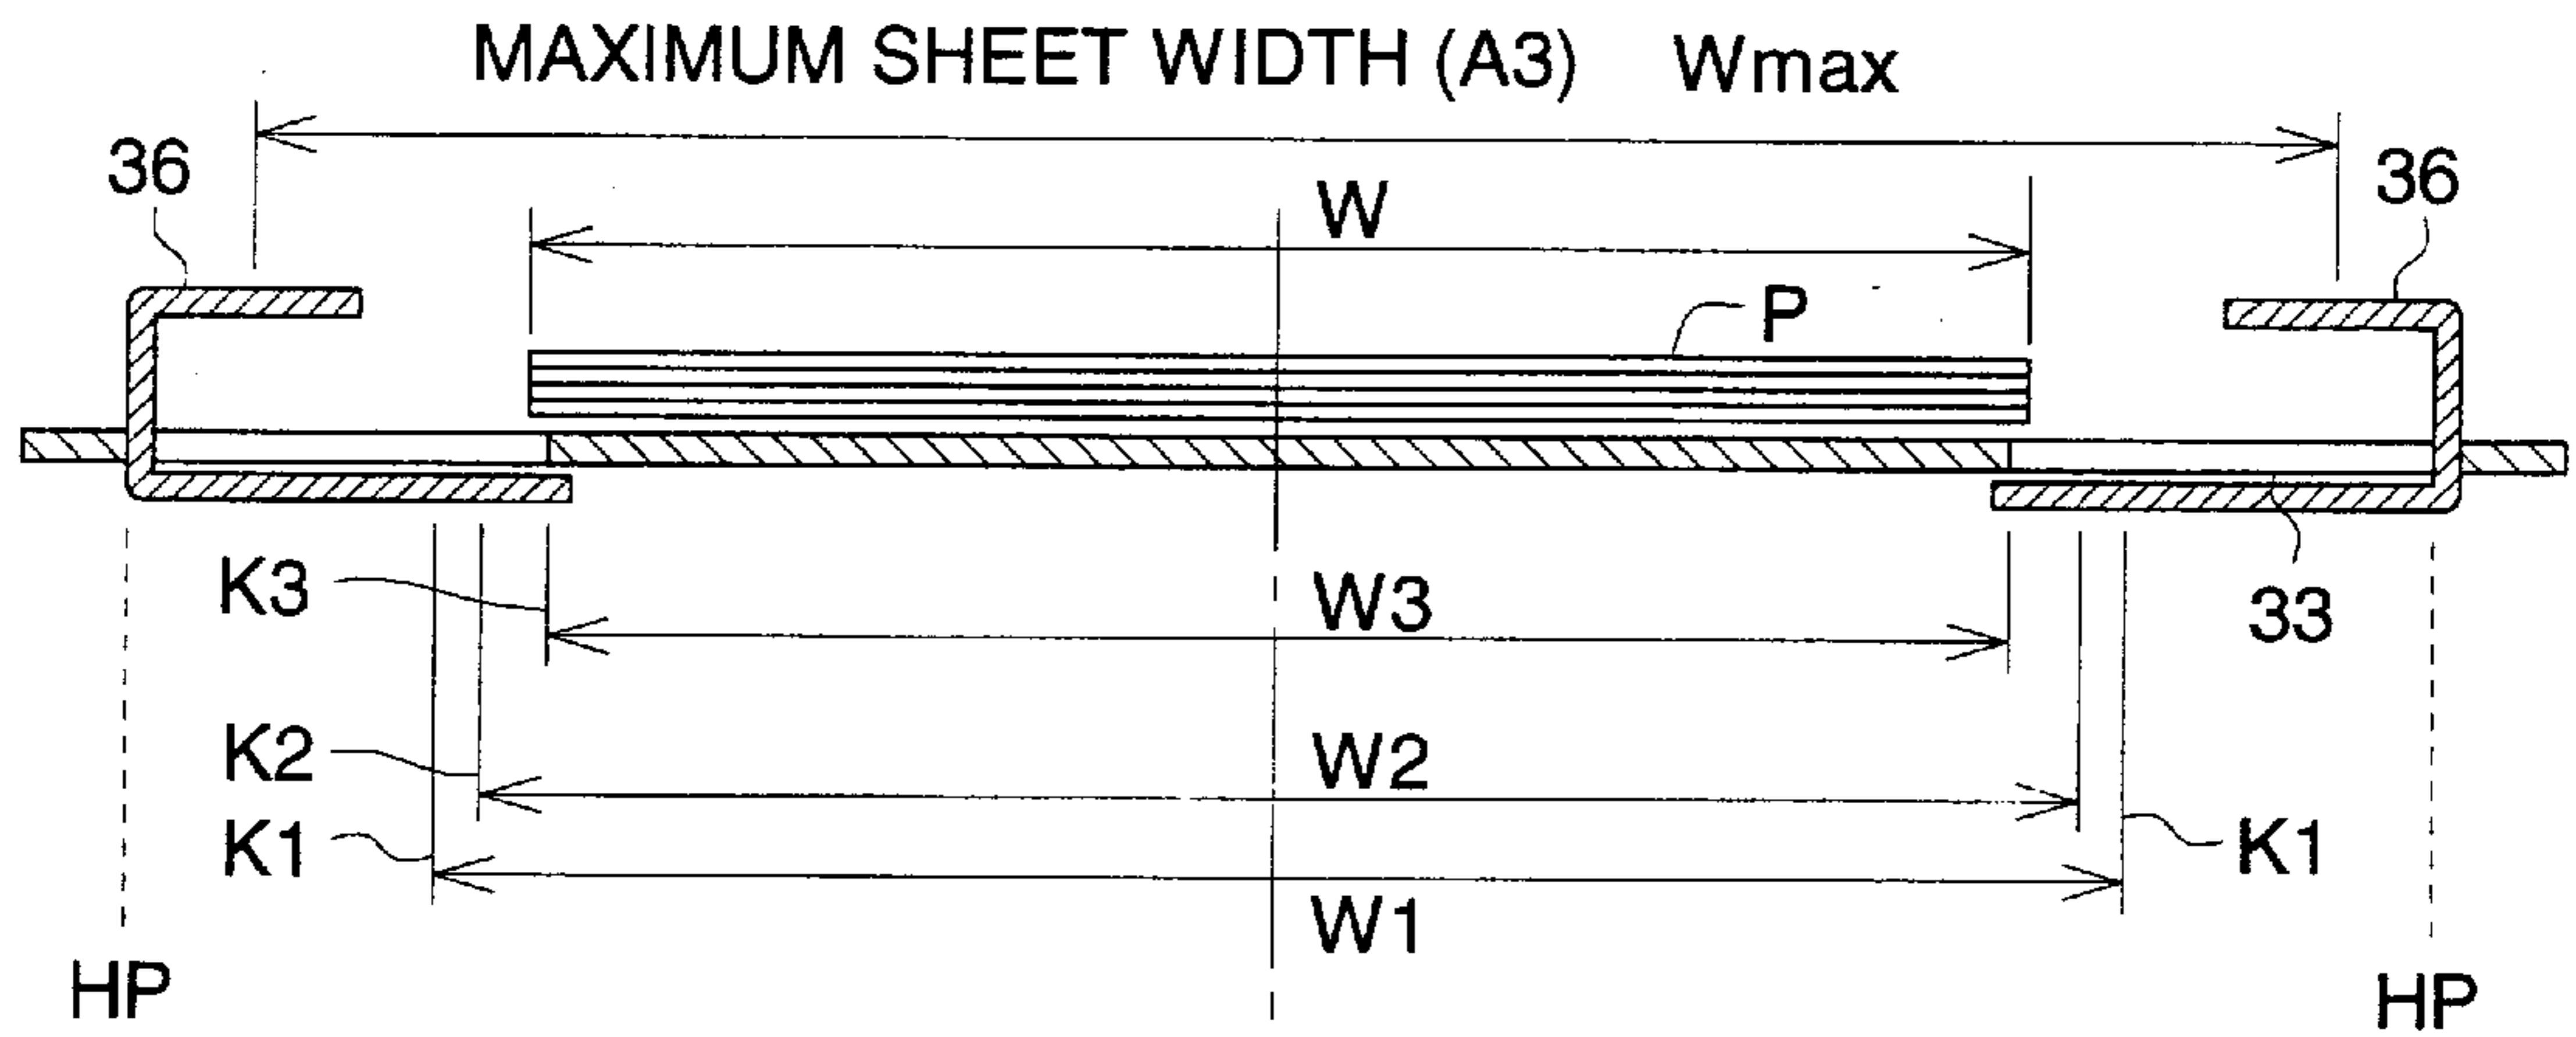 MAXIMUM SHEET WIDTH (A3) Wmax
36
36
W
P
K3
W3
33
K2
W2
K1
K1
W1
HP
HP